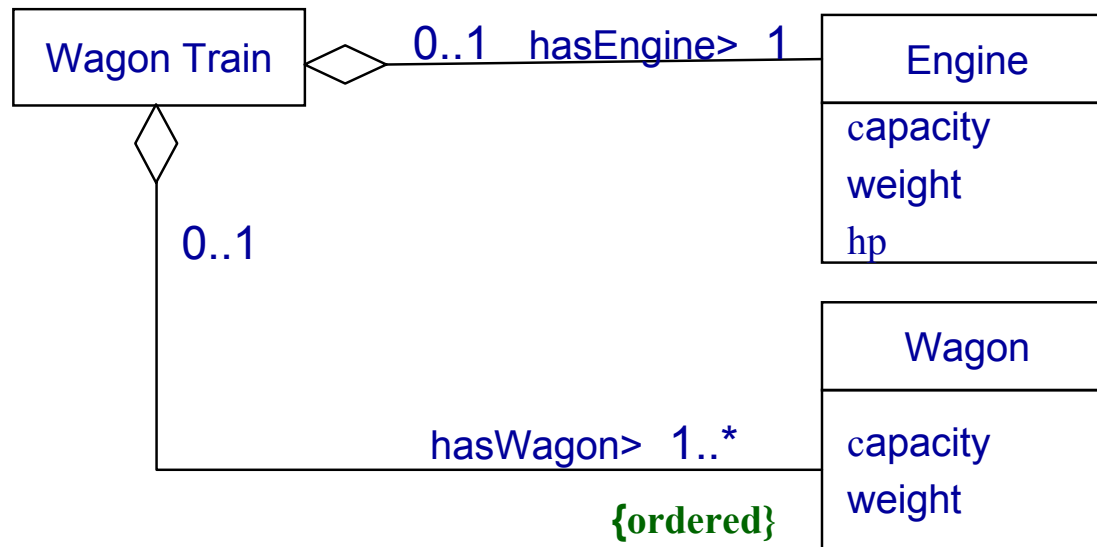 Wagon Train
0..1 hasEngine> 1
Engine
capacity
weight
hp
0..1
Wagon
capacity
weight
hasWagon> 1..*
{ordered}